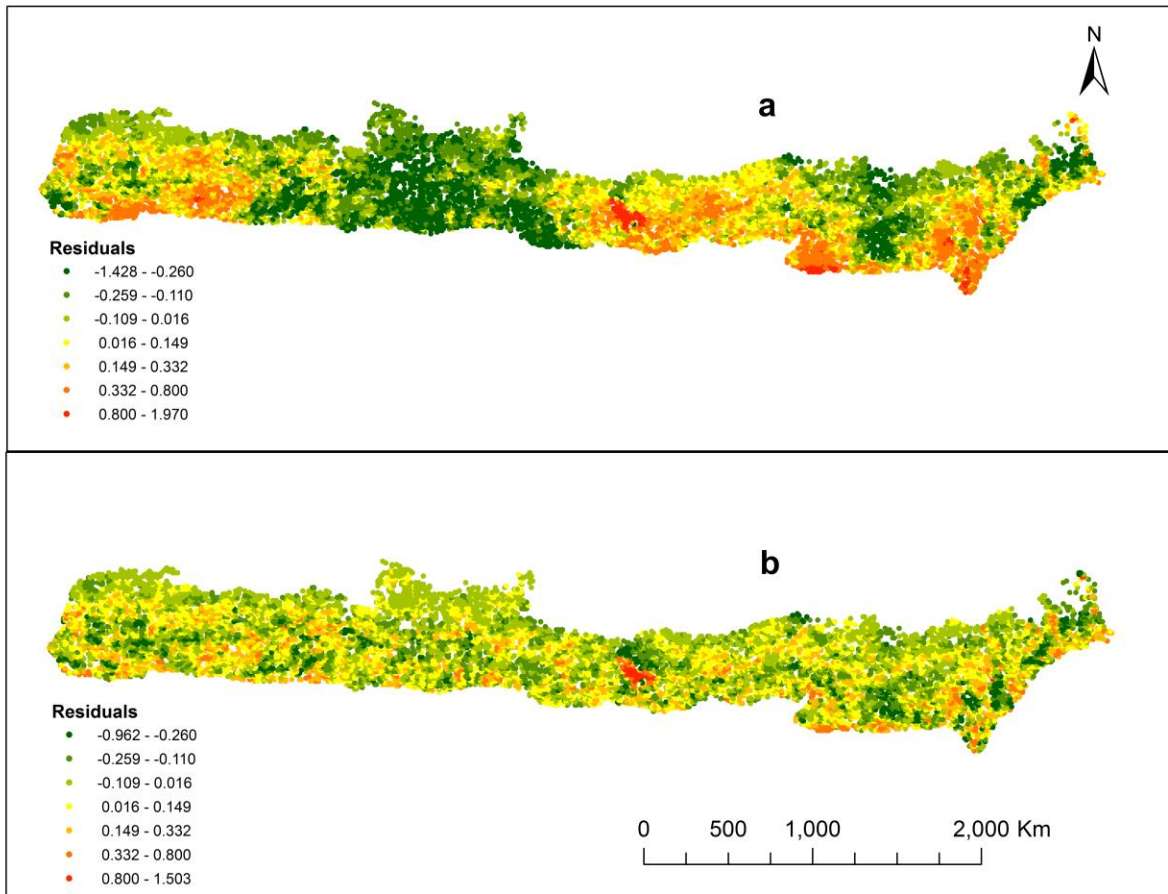 N
a
Residuals
-1.428 - -0.260
-0.259 - -0.110
-0.109 - 0.016
0.016 - 0.149
0.149 - 0.332
0.332 - 0.800
0.800 - 1.970
b
Residuals
-0.962 - -0.260
-0.259 - -0.110
-0.109 - 0.016
0.016 - 0.149
0.149 - 0.332
0.332 - 0.800
0.800 - 1.503
0 500 1,000 2,000 Km